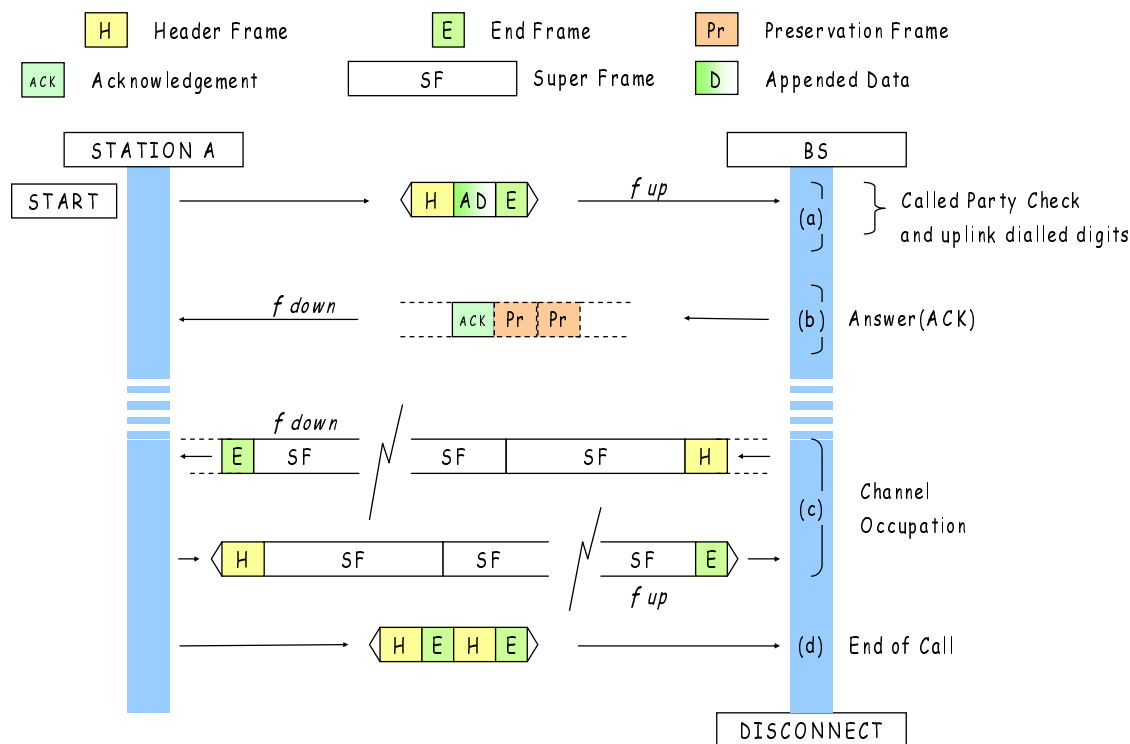 H Header Frame E End Frame Pr Preservation Frame
ACK Acknowledgement SF Super Frame D Appended Data
STATION A BS
START H AD E f up (a) Called Party Check
and uplink dialled digits
f down ACK Pr Pr (b) Answer(ACK)
f down
E SF SF SF H
(c) Channel
Occupation
H SF SF SF E
f up
H E H E (d) End of Call
DISCONNECT